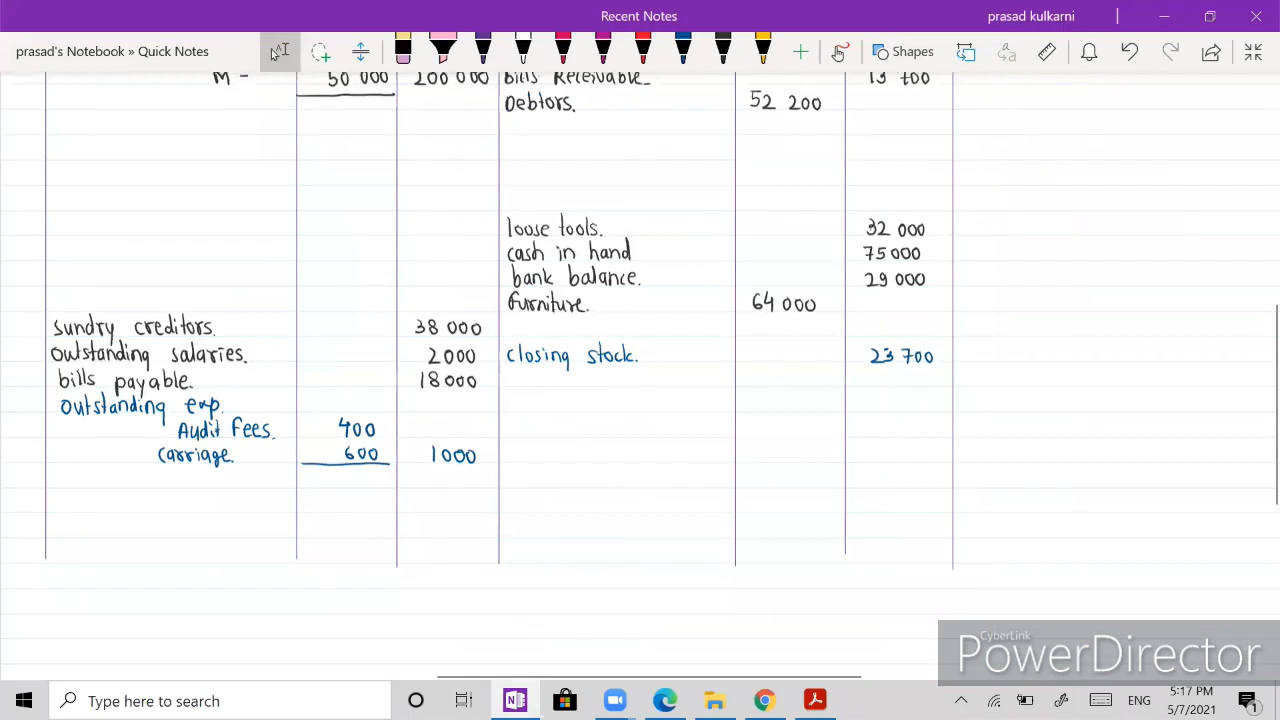 Recent Notes
prasad kulkarni
prasad's Notebook » Quick Notes
Shapes
M - 50 000 200 000 Bills Receivable 13 700
Debtors. 52 200
loose tools. 32 000
cash in hand 75 000
bank balance. 29 000
furniture. 64 000
Sundry creditors. 38 000
Outstanding salaries. 2000 closing stock. 23 700
bills payable. 18000
Outstanding exp.
Audit fees. 400
Carriage. 600 1000
CyberLink
PowerDirector
Type here to search
ENG
5:17 PM
5/7/2021
1